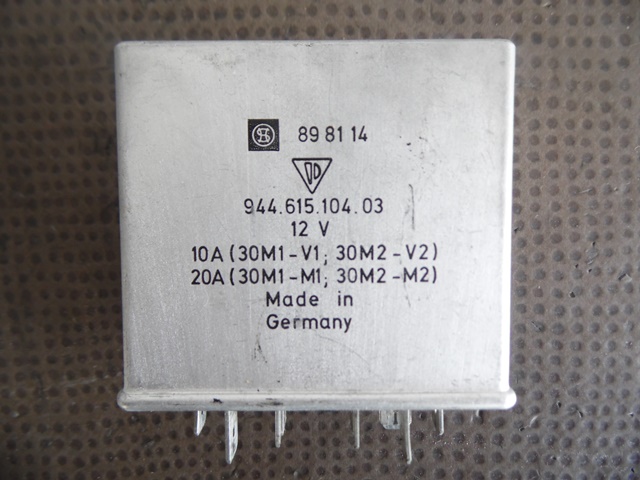 89 81 14
944.615.104.03
12 V
10A (30M1-V1; 30M2-V2)
20A (30M1-M1; 30M2-M2)
Made in
Germany